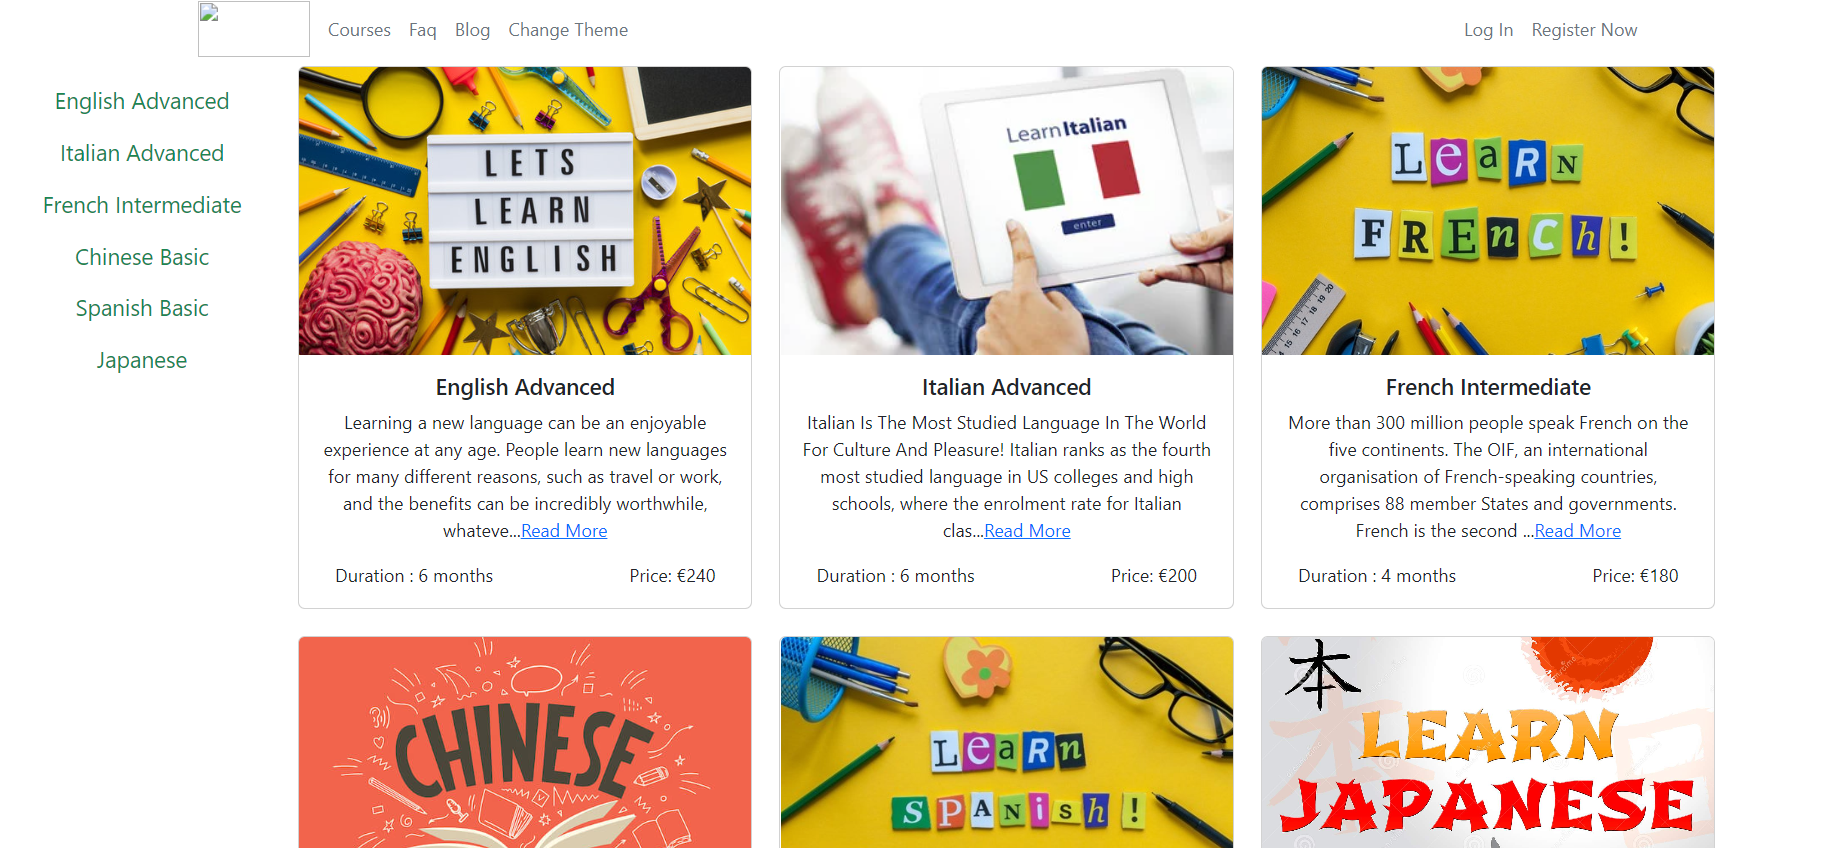 Courses Faq Blog Change Theme Log In Register Now
English Advanced
Italian Advanced
French Intermediate
Chinese Basic
Spanish Basic
Japanese
LETS
LEARN
ENGLISH
English Advanced
Learning a new language can be an enjoyable
experience at any age. People learn new languages
for many different reasons, such as travel or work,
and the benefits can be incredibly worthwhile,
whateve...Read More
Duration : 6 months Price: €240
LearnItalian
enter
Italian Advanced
Italian Is The Most Studied Language In The World
For Culture And Pleasure! Italian ranks as the fourth
most studied language in US colleges and high
schools, where the enrolment rate for Italian
clas...Read More
Duration : 6 months Price: €200
LeaRN
FREnCh!
French Intermediate
More than 300 million people speak French on the
five continents. The OIF, an international
organisation of French-speaking countries,
comprises 88 member States and governments.
French is the second ...Read More
Duration : 4 months Price: €180
CHINESE
LeaRn
SPANish!
本
LEARN
JAPANESE